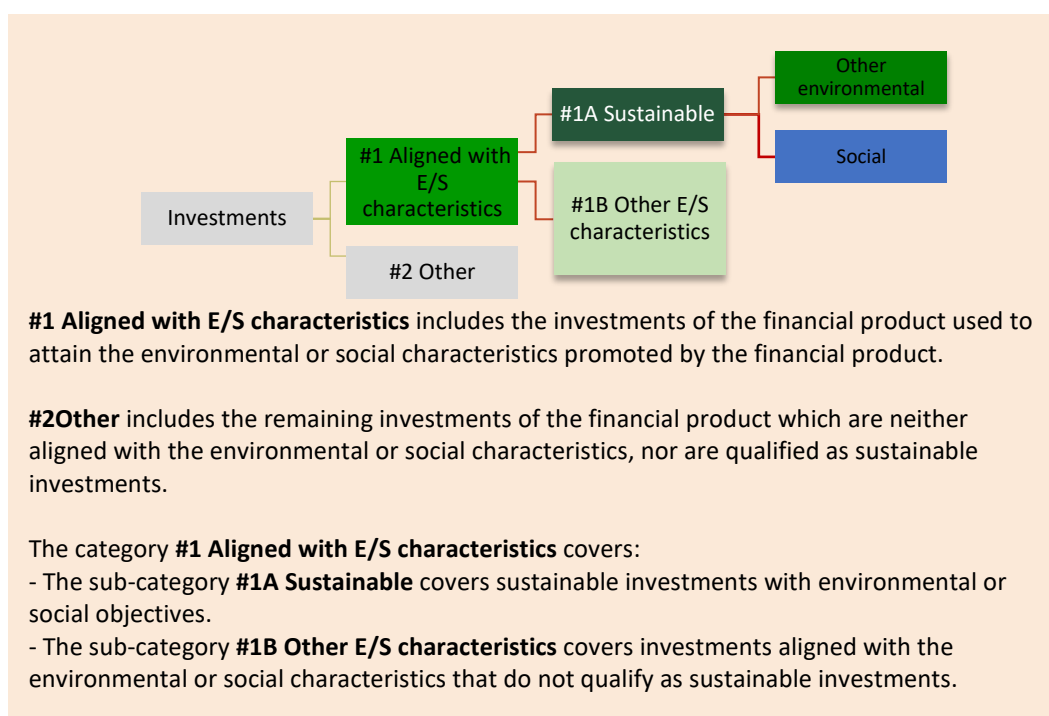 Other
environmental
#1A Sustainable
Social
#1 Aligned with
E/S
characteristics
#1B Other E/S
characteristics
Investments
#2 Other
#1 Aligned with E/S characteristics includes the investments of the financial product used to
attain the environmental or social characteristics promoted by the financial product.
#2Other includes the remaining investments of the financial product which are neither
aligned with the environmental or social characteristics, nor are qualified as sustainable
investments.
The category #1 Aligned with E/S characteristics covers:
- The sub-category #1A Sustainable covers sustainable investments with environmental or
social objectives.
- The sub-category #1B Other E/S characteristics covers investments aligned with the
environmental or social characteristics that do not qualify as sustainable investments.